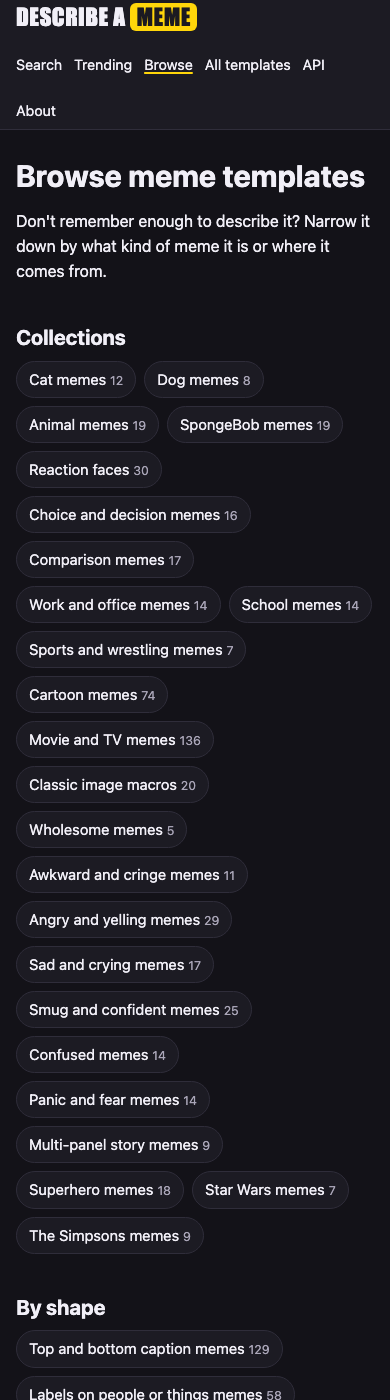 DESCRIBE A MEME
Search Trending Browse All templates API
About
Browse meme templates
Don't remember enough to describe it? Narrow it
down by what kind of meme it is or where it
comes from.
Collections
Cat memes 12 Dog memes 8
Animal memes 19 SpongeBob memes 19
Reaction faces 30
Choice and decision memes 16
Comparison memes 17
Work and office memes 14 School memes 14
Sports and wrestling memes 7
Cartoon memes 74
Movie and TV memes 136
Classic image macros 20
Wholesome memes 5
Awkward and cringe memes 11
Angry and yelling memes 29
Sad and crying memes 17
Smug and confident memes 25
Confused memes 14
Panic and fear memes 14
Multi-panel story memes 9
Superhero memes 18 Star Wars memes 7
The Simpsons memes 9
By shape
Top and bottom caption memes 129
Labels on people or things memes 58